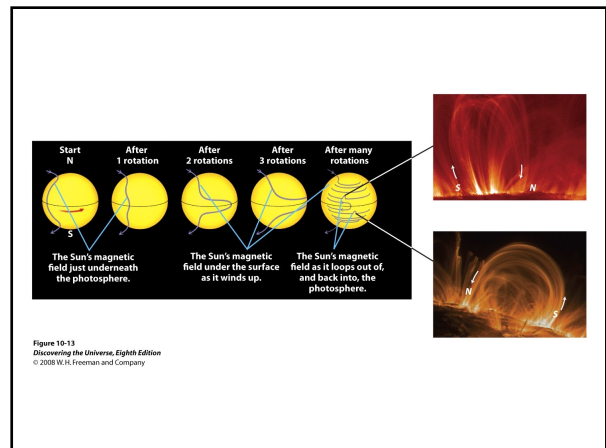 Start
N
After
1 rotation
After
2 rotations
After
3 rotations
After many
rotations
S
The Sun's magnetic
field just underneath
the photosphere.
The Sun's magnetic
field under the surface
as it winds up.
The Sun's magnetic
field as it loops out of,
and back into, the
photosphere.
S
N
N
S
Figure 10-13
Discovering the Universe, Eighth Edition
© 2008 W. H. Freeman and Company